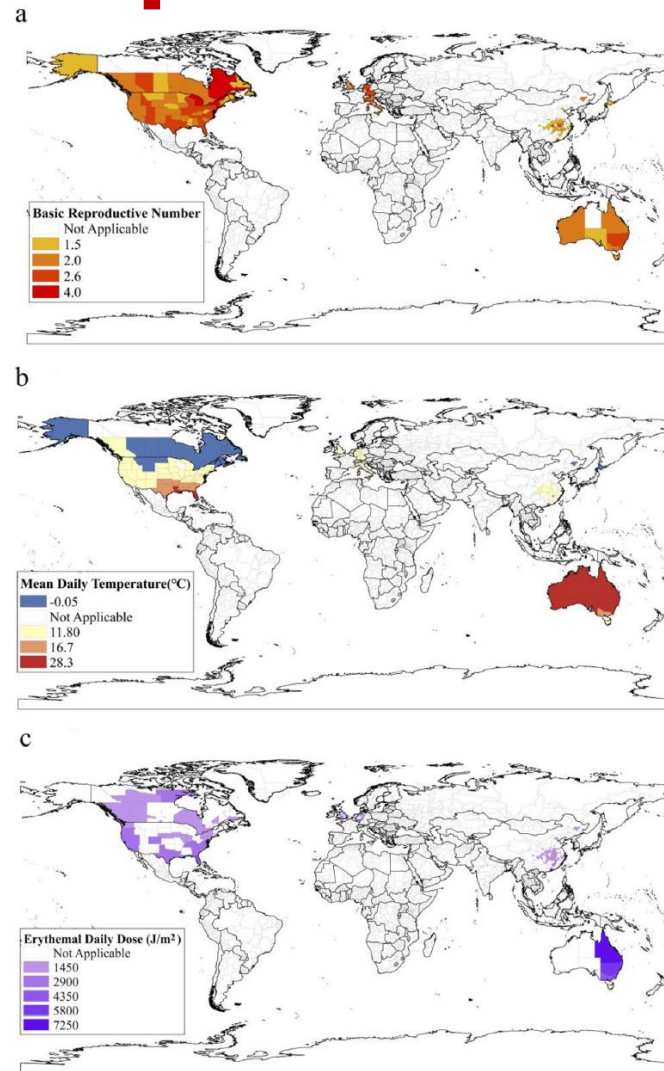 a
Basic Reproductive Number
Not Applicable
1.5
2.0
2.6
4.0
b
Mean Daily Temperature(°C)
-0.05
Not Applicable
11.80
16.7
28.3
c
Erythemal Daily Dose (J/m²)
Not Applicable
1450
2900
4350
5800
7250